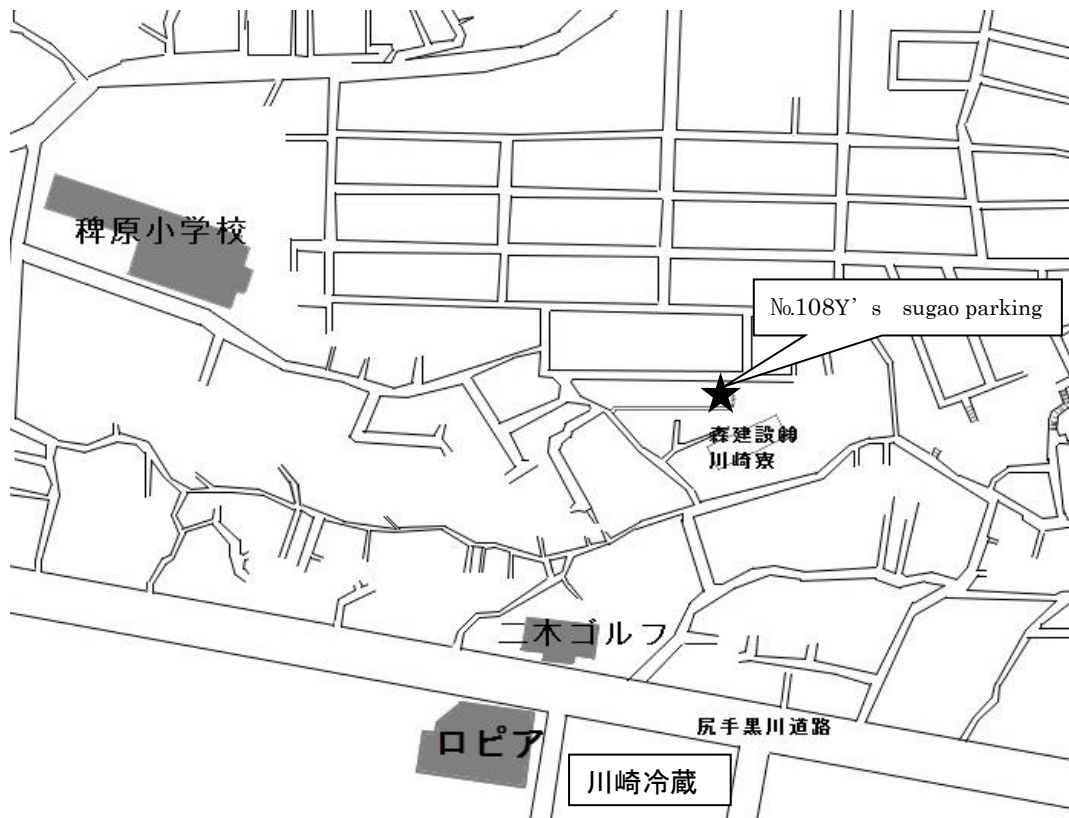 稗原小学校
№108Y’s sugao parking
森建設㈱
川崎寮
二木ゴルフ
尻手黒川道路
ロピア
川崎冷蔵